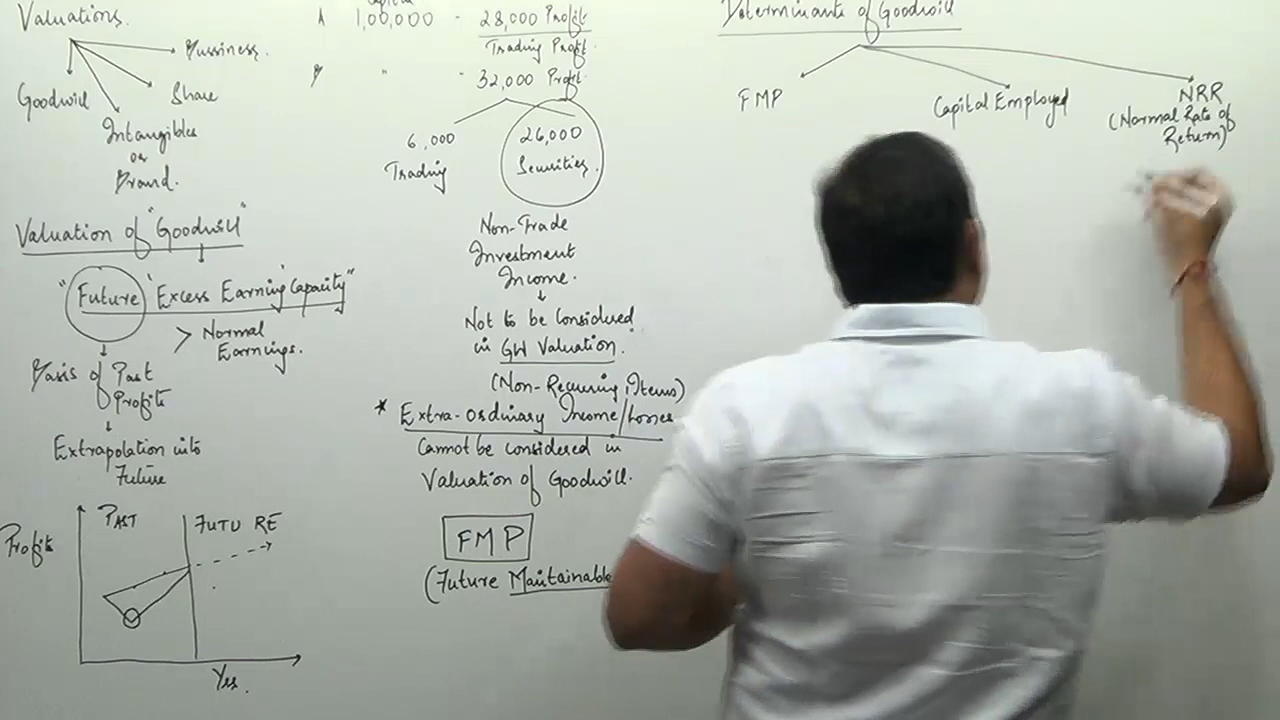 Valuations.
Bussiness.
Goodwill
Share
Intangibles
or
Brand.
Valuation of "Goodwill"
"Future "Excess Earning Capacity"
> Normal
Earnings.
Basis of Past
Profits
Extrapolation into
Future
Profits
PAST
FUTURE
Yrs.
Capital
A 1,00,000 - 28,000 Profit
Trading Profit.
B " - 32,000 Profit
6,000
Trading
26,000
Securities.
Non-Trade
Investment
Income.
Not to be Considered
in GW Valuation.
(Non-Recurring Items)
* Extra-Ordinary Income/Losses
Cannot be considered in
Valuation of Goodwill.
FMP
(Future Maintainable
Determinants of Goodwill
FMP
Capital Employed
NRR
(Normal Rate of
Return)